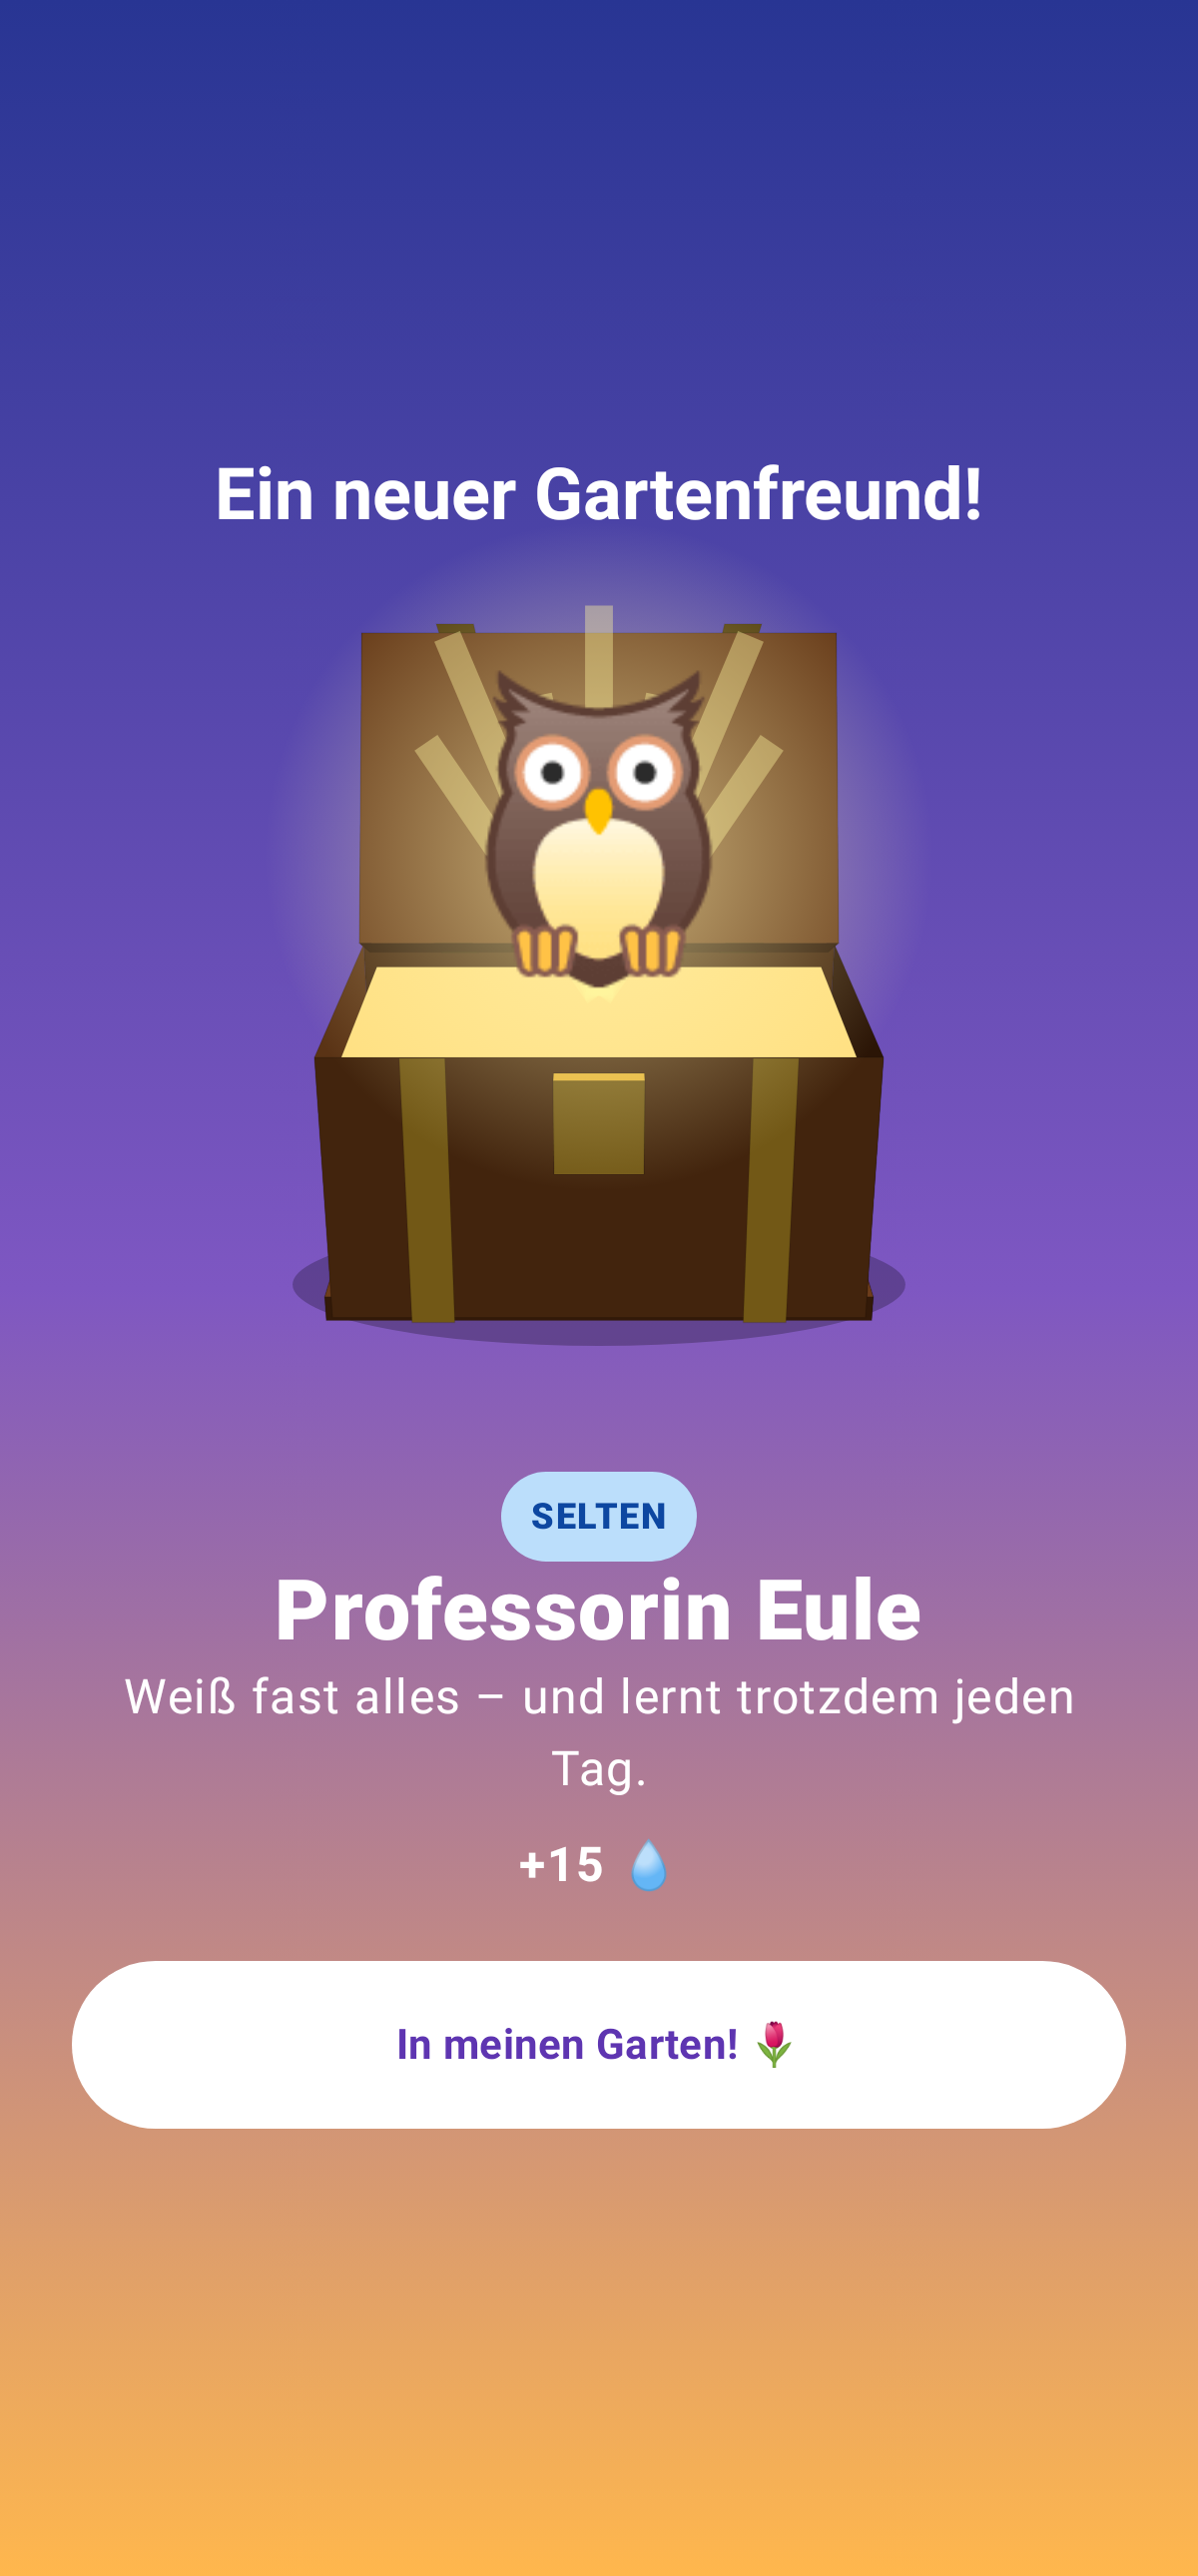 Ein neuer Gartenfreund!
SELTEN
Professorin Eule
Weiß fast alles – und lernt trotzdem jeden
Tag.
+15 💧
In meinen Garten! 🌷